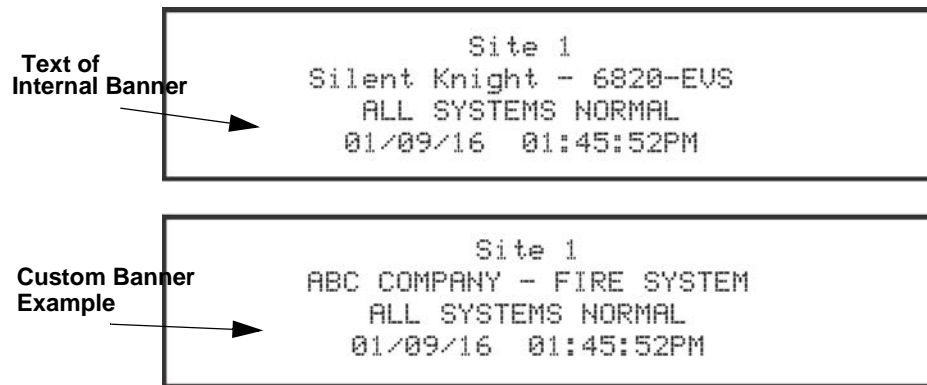 Text of
Internal Banner
Site 1
Silent Knight - 6820-EVS
ALL SYSTEMS NORMAL
01/09/16 01:45:52PM
Custom Banner
Example
Site 1
ABC COMPANY - FIRE SYSTEM
ALL SYSTEMS NORMAL
01/09/16 01:45:52PM